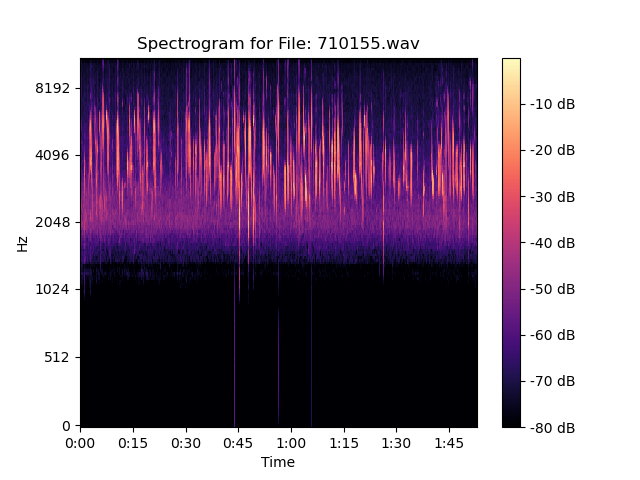 Spectrogram for File: 710155.wav
8192
4096
2048
1024
512
0
Hz
0:00 0:15 0:30 0:45 1:00 1:15 1:30 1:45
Time
-10 dB
-20 dB
-30 dB
-40 dB
-50 dB
-60 dB
-70 dB
-80 dB